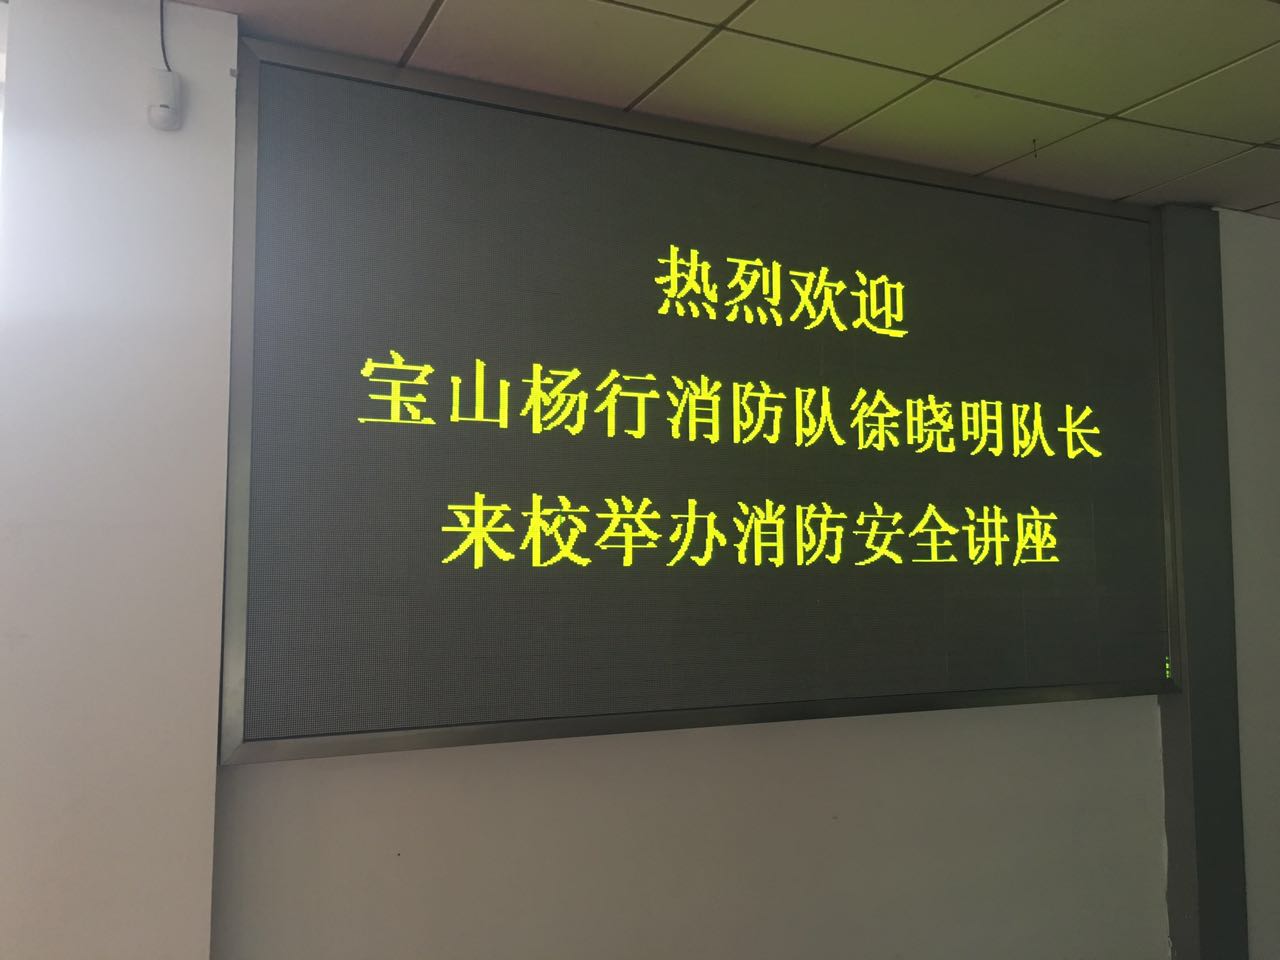 热烈欢迎
宝山杨行消防队徐晓明队长
来校举办消防安全讲座